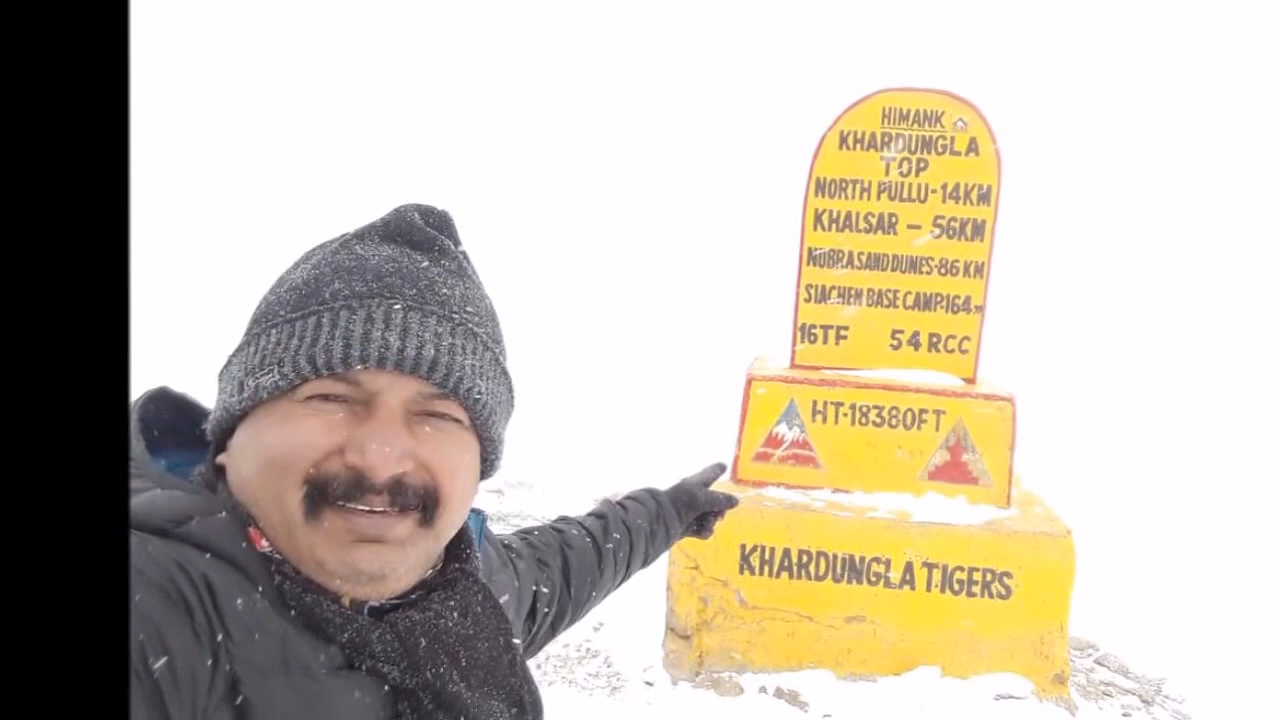 HIMANK
KHARDUNGLA
TOP
NORTH PULLU-14KM
KHALSAR – 56KM
NUBRA SAND DUNES-86 KM
SIACHEN BASE CAMP-164"
16TF 54 RCC
HT-18380FT
KHARDUNGLA TIGERS